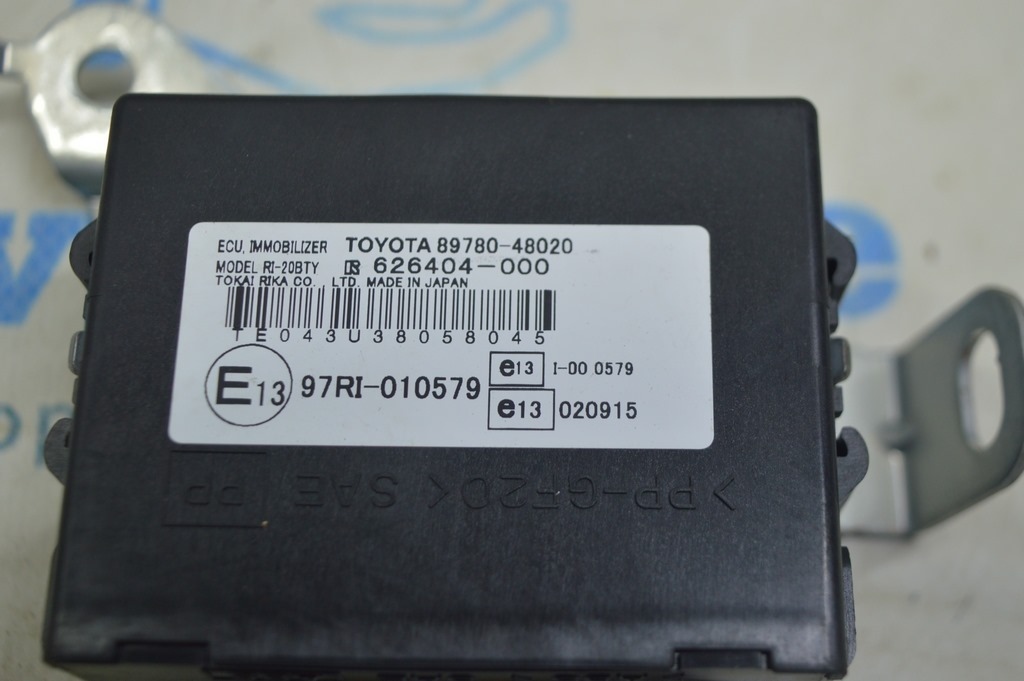 ECU, IMMOBILIZER TOYOTA 89780-48020
MODEL RI-20BTY 626404-000
TOKAI RIKA CO., LTD. MADE IN JAPAN
TE043U38058045
E13 97RI-010579
e13 I-00 0579
e13 020915
>PP-GF20< SAE PP